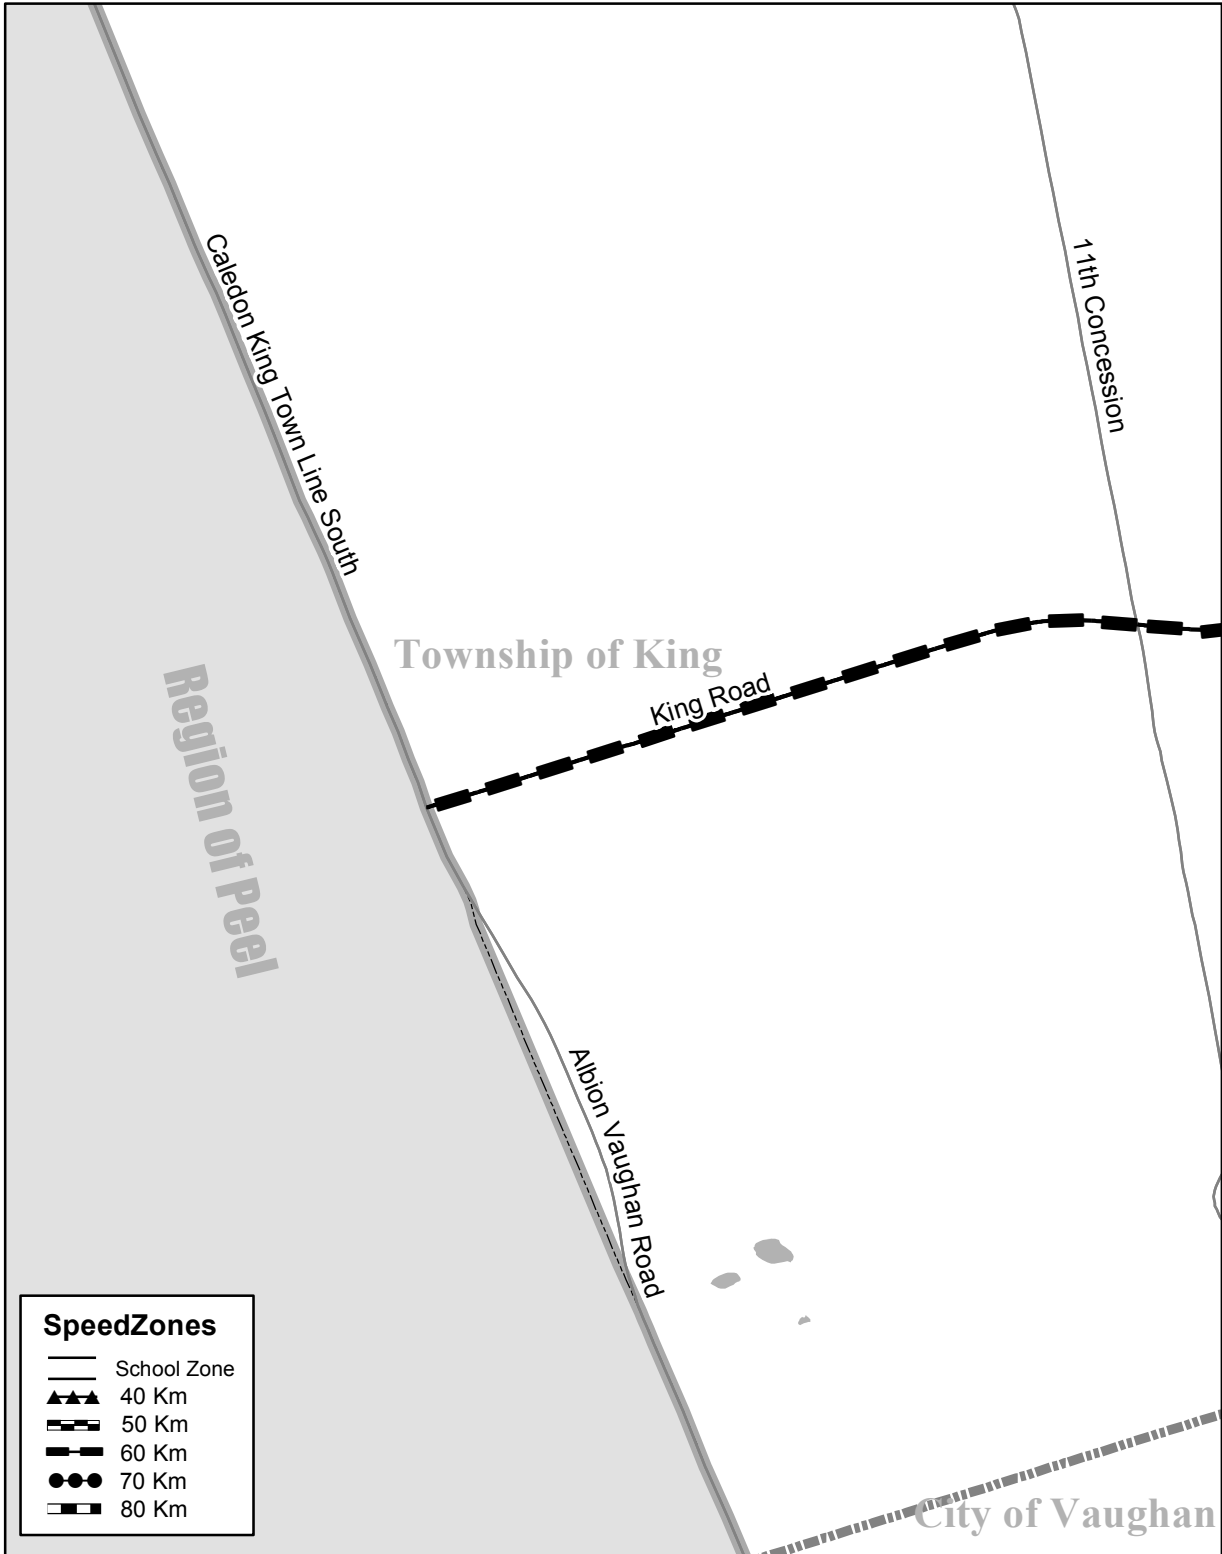 Caledon King Town Line South
11th Concession
Township of King
King Road
Region of Peel
Albion Vaughan Road
SpeedZones
School Zone
40 Km
50 Km
60 Km
70 Km
80 Km
City of Vaughan